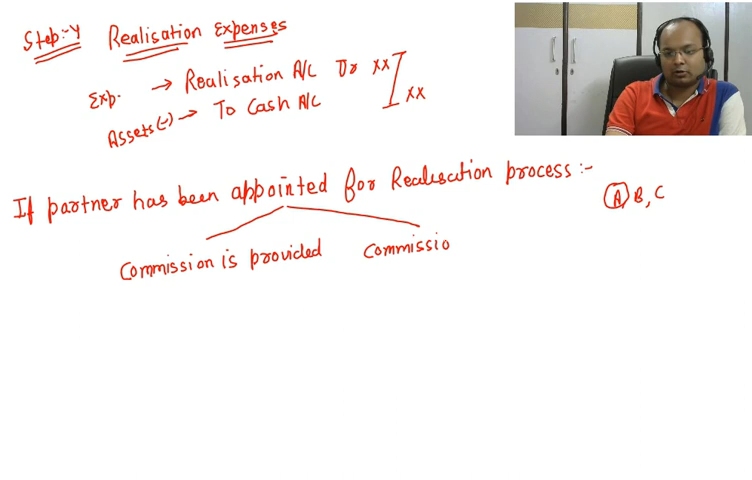 Step:-4 Realisation Expenses
Exp. → Realisation A/c Dr xx
Assets(-) → To Cash A/c xx
If partner has been appointed for Realisation process:-
(A) B, C
Commission is provided Commissio